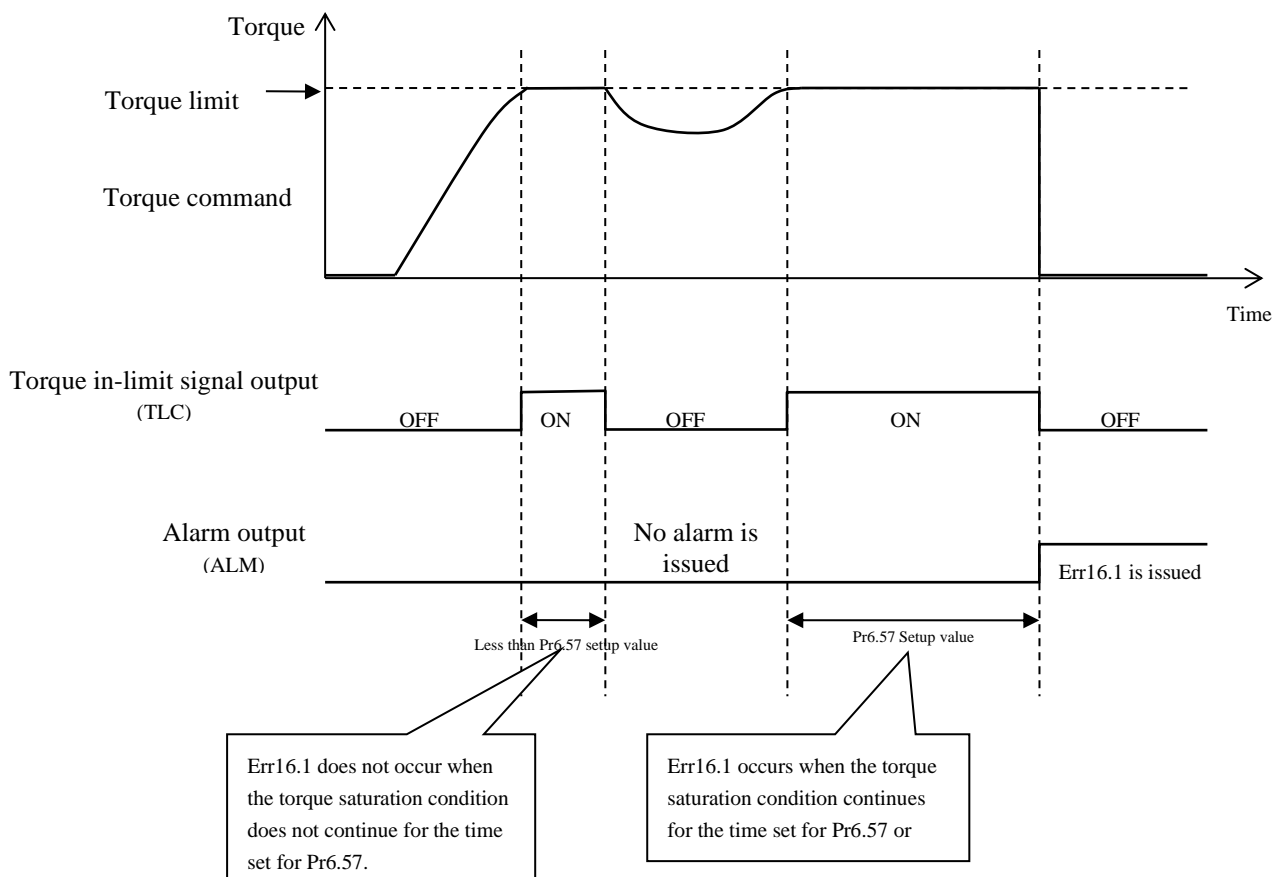 Torque
Torque limit
Torque command
Time
Torque in-limit signal output
(TLC)
OFF
ON
OFF
ON
OFF
Alarm output
(ALM)
No alarm is
issued
Err16.1 is issued
Less than Pr6.57 setup value
Pr6.57 Setup value
Err16.1 does not occur when
the torque saturation condition
does not continue for the time
set for Pr6.57.
Err16.1 occurs when the torque
saturation condition continues
for the time set for Pr6.57 or